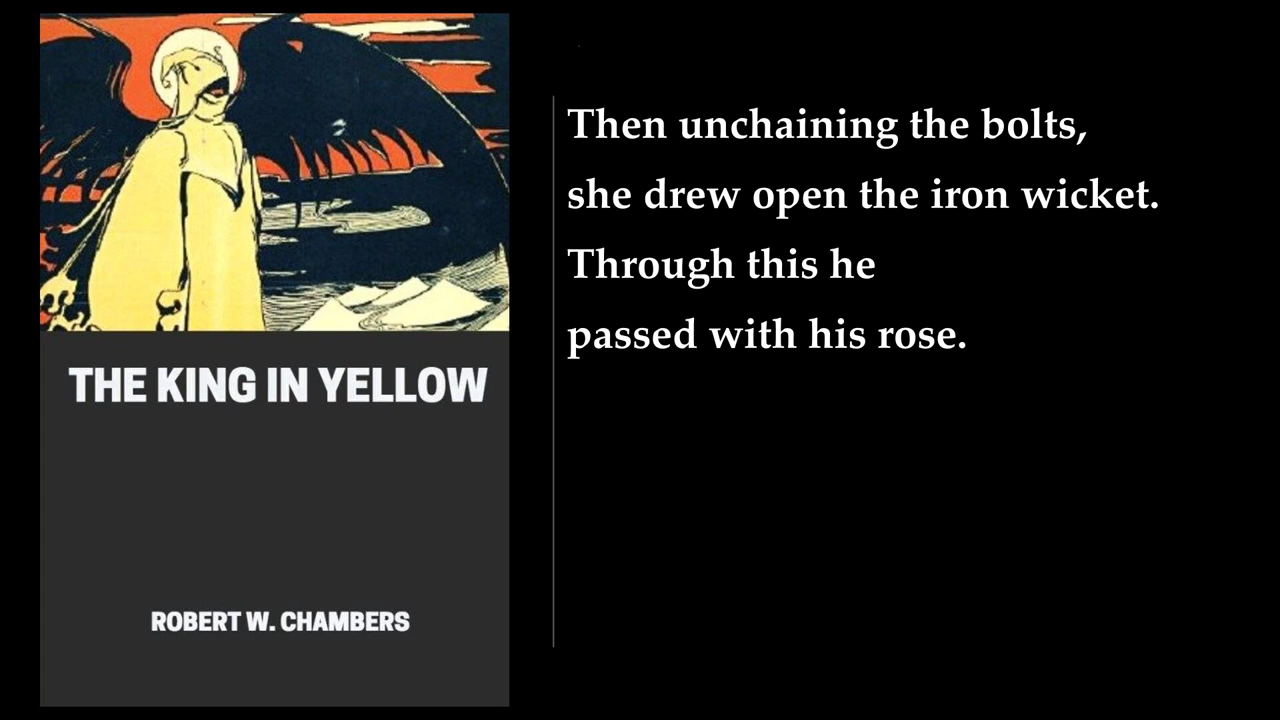 THE KING IN YELLOW
ROBERT W. CHAMBERS
Then unchaining the bolts,
she drew open the iron wicket.
Through this he
passed with his rose.